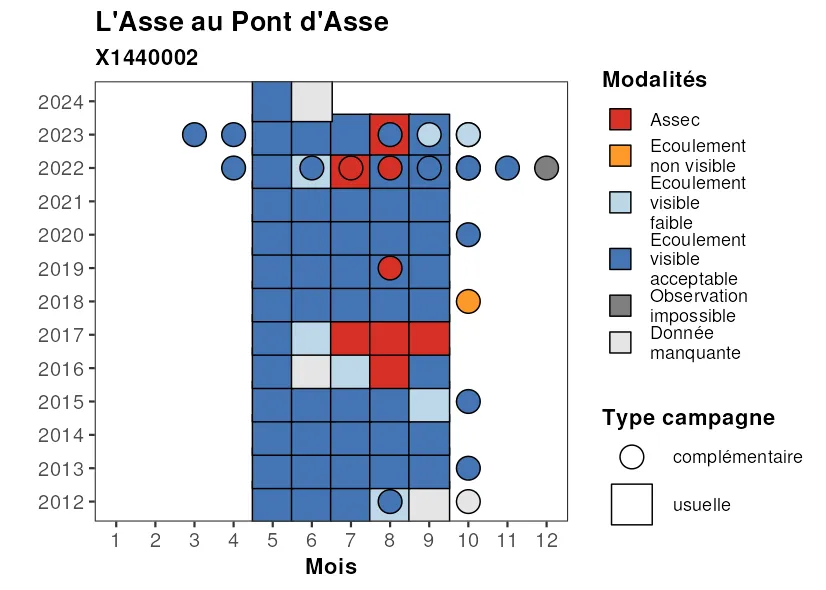 L'Asse au Pont d'Asse
X1440002
2024
2023
2022
2021
2020
2019
2018
2017
2016
2015
2014
2013
2012
1 2 3 4 5 6 7 8 9 10 11 12
Mois
Modalités
Assec
Ecoulement
non visible
Ecoulement
visible
faible
Ecoulement
visible
acceptable
Observation
impossible
Donnée
manquante
Type campagne
complémentaire
usuelle